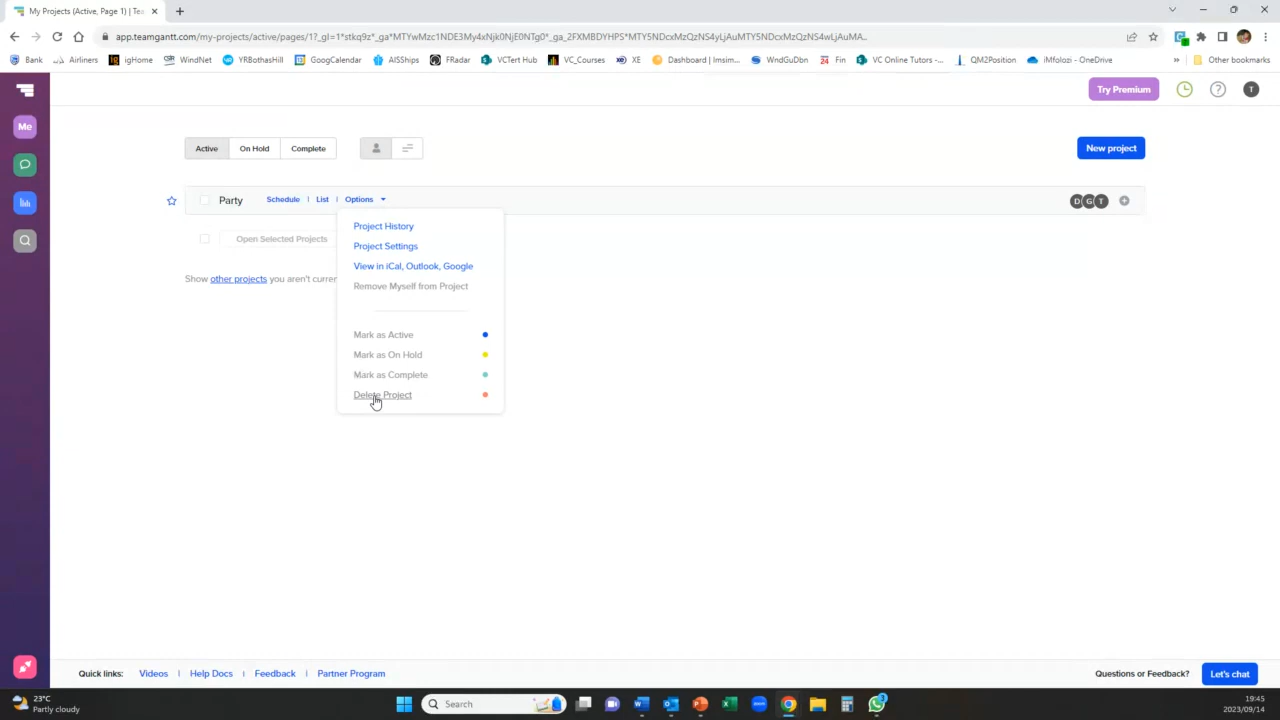 My Projects (Active, Page 1) | Tea
app.teamgantt.com/my-projects/active/pages/1?_gl=1*stkq9z*_ga*MTYwMzc1NDE3My4xNjk0NjE0NTg0*_ga_2FXMBDYHPS*MTY5NDcxMzQzNS4yLjAuMTY5NDcxMzQzNS4wLjAuMA...
Bank Airliners igHome WindNet YRBothasHill GoogCalendar AISShips FRadar VCTert Hub VC_Courses XE Dashboard | Imsim... WndGuDbn Fin VC Online Tutors -... QM2Position iMfolozi - OneDrive » Other bookmarks
Try Premium ? T
Me
Active On Hold Complete New project
Party Schedule | List | Options D G T
Project History
Open Selected Projects Project Settings
View in iCal, Outlook, Google
Show other projects you aren't curren
Remove Myself from Project
Mark as Active
Mark as On Hold
Mark as Complete
Delete Project
Quick links: Videos | Help Docs | Feedback | Partner Program Questions or Feedback? Let's chat
23°C
Partly cloudy
Search
3
19:45
2023/09/14